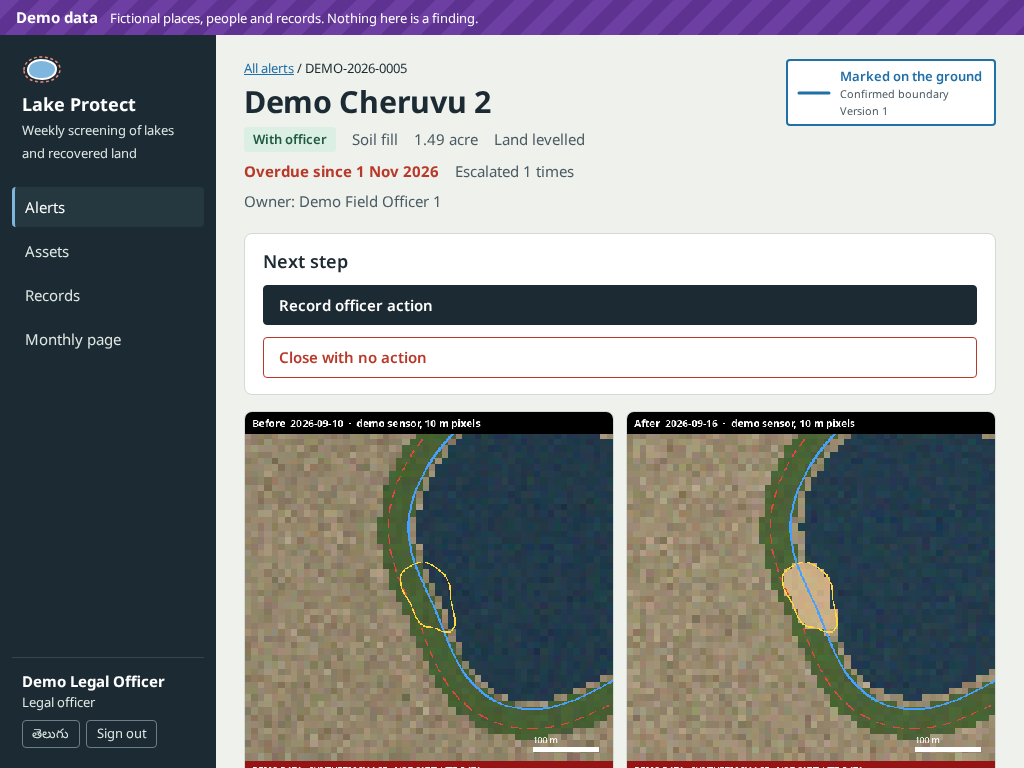 Demo data Fictional places, people and records. Nothing here is a finding.
Lake Protect
Weekly screening of lakes
and recovered land
Alerts
Assets
Records
Monthly page
Demo Legal Officer
Legal officer
తెలుగు Sign out
All alerts / DEMO-2026-0005
Demo Cheruvu 2
With officer Soil fill 1.49 acre Land levelled
Overdue since 1 Nov 2026 Escalated 1 times
Owner: Demo Field Officer 1
Marked on the ground
Confirmed boundary
Version 1
Next step
Record officer action
Close with no action
Before 2026-09-10 · demo sensor, 10 m pixels
100 m
After 2026-09-16 · demo sensor, 10 m pixels
100 m